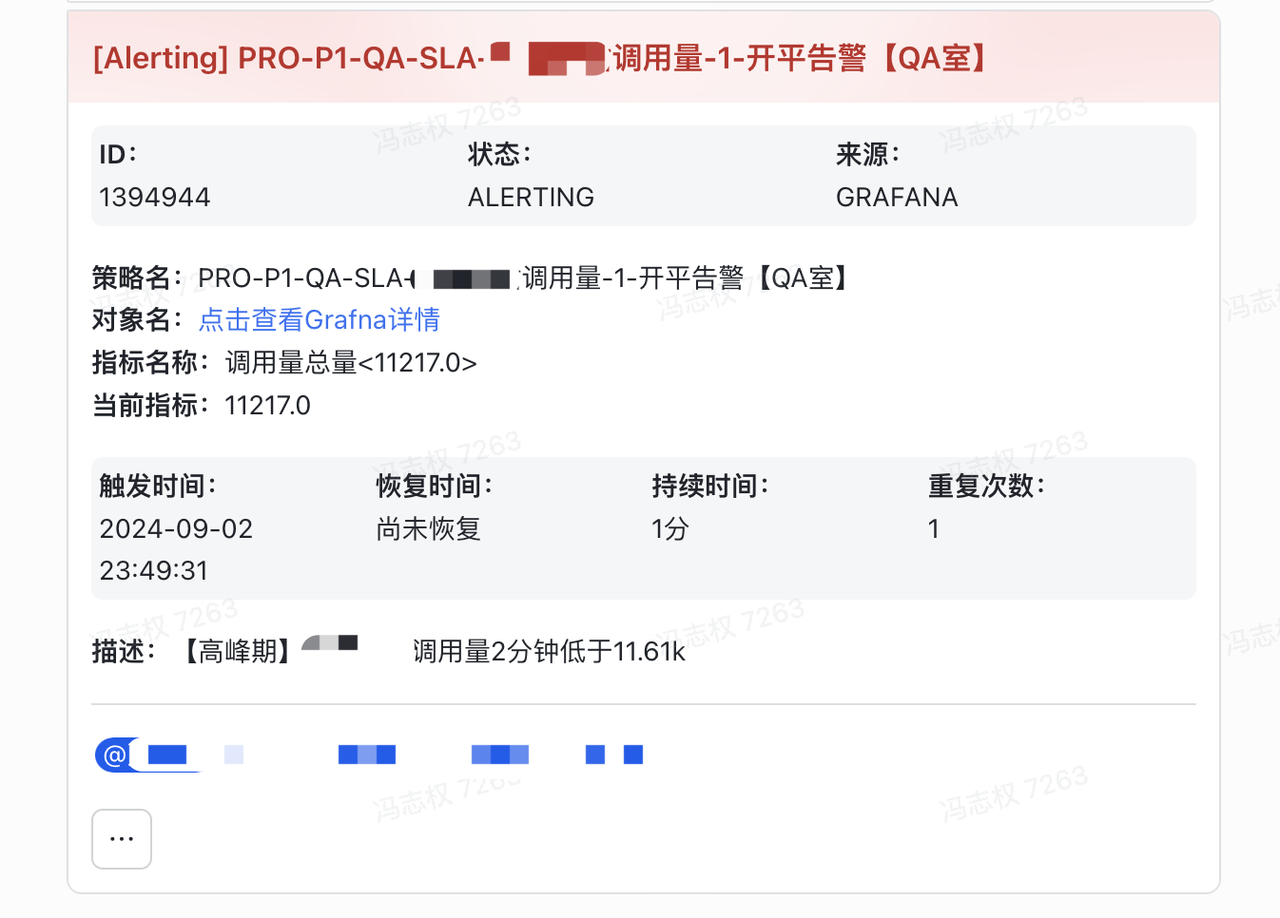 [Alerting] PRO-P1-QA-SLA- 调用量-1-开平告警【QA室】
ID： 状态： 来源：
1394944 ALERTING GRAFANA
策略名：PRO-P1-QA-SLA- 调用量-1-开平告警【QA室】
对象名：点击查看Grafna详情
指标名称：调用量总量<11217.0>
当前指标：11217.0
触发时间： 恢复时间： 持续时间： 重复次数：
2024-09-02 尚未恢复 1分 1
23:49:31
描述：【高峰期】 调用量2分钟低于11.61k
@
...
冯志权 7263